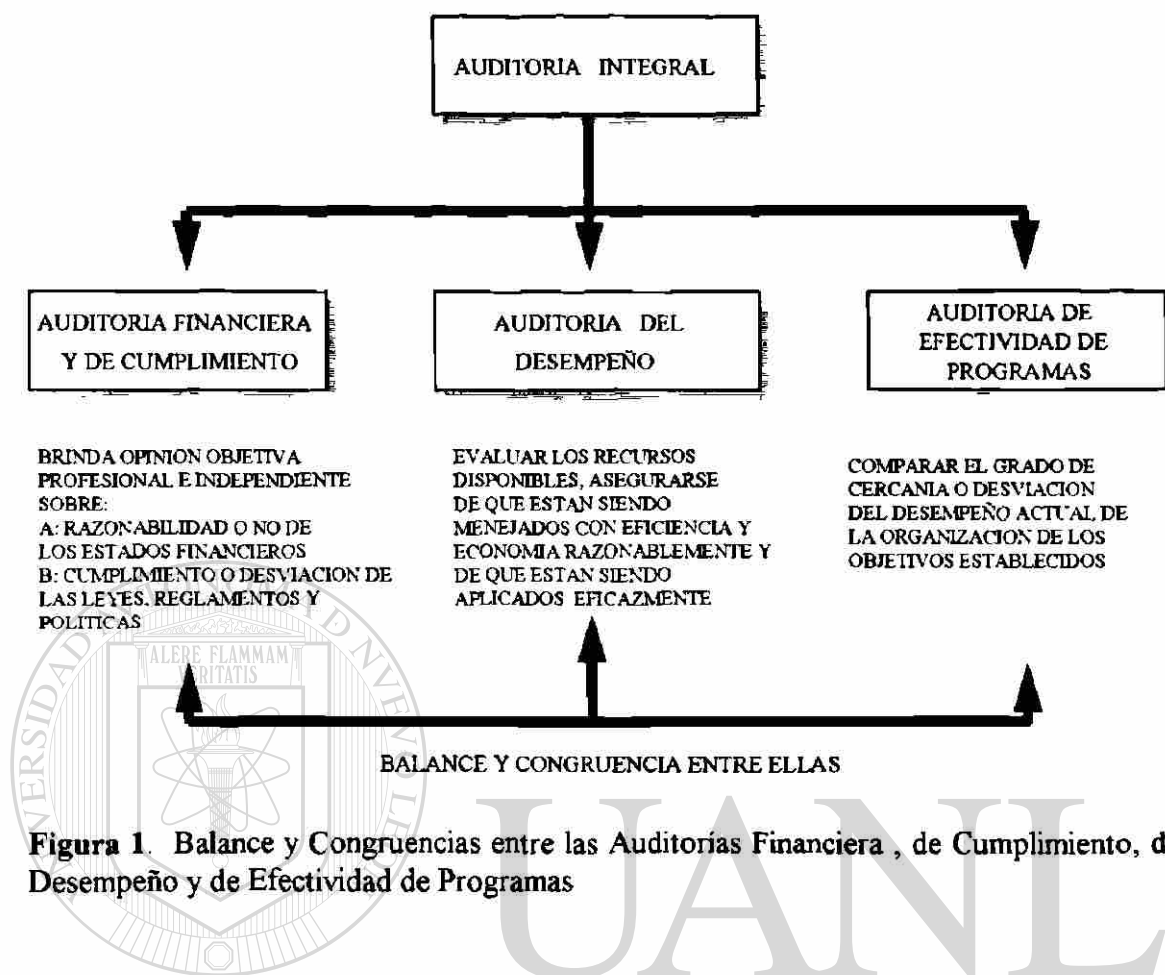 AUDITORIA INTEGRAL
AUDITORIA FINANCIERA
Y DE CUMPLIMIENTO
AUDITORIA DEL
DESEMPEÑO
AUDITORIA DE
EFECTIVIDAD DE
PROGRAMAS
BRINDA OPINION OBJETIVA
PROFESIONAL E INDEPENDIENTE
SOBRE:
A: RAZONABILIDAD O NO DE
LOS ESTADOS FINANCIEROS
B: CUMPLIMIENTO O DESVIACION DE
LAS LEYES, REGLAMENTOS Y
POLITICAS
EVALUAR LOS RECURSOS
DISPONIBLES, ASEGURARSE
DE QUE ESTAN SIENDO
MENEJADOS CON EFICIENCIA Y
ECONOMIA RAZONABLEMENTE Y
DE QUE ESTAN SIENDO
APLICADOS EFICAZMENTE
COMPARAR EL GRADO DE
CERCANIA O DESVIACION
DEL DESEMPEÑO ACTUAL DE
LA ORGANIZACION DE LOS
OBJETIVOS ESTABLECIDOS
ALERE FLAMMAM
VERITATIS
BALANCE Y CONGRUENCIA ENTRE ELLAS
Figura 1. Balance y Congruencias entre las Auditorías Financiera , de Cumplimiento, d
Desempeño y de Efectividad de Programas
UANL